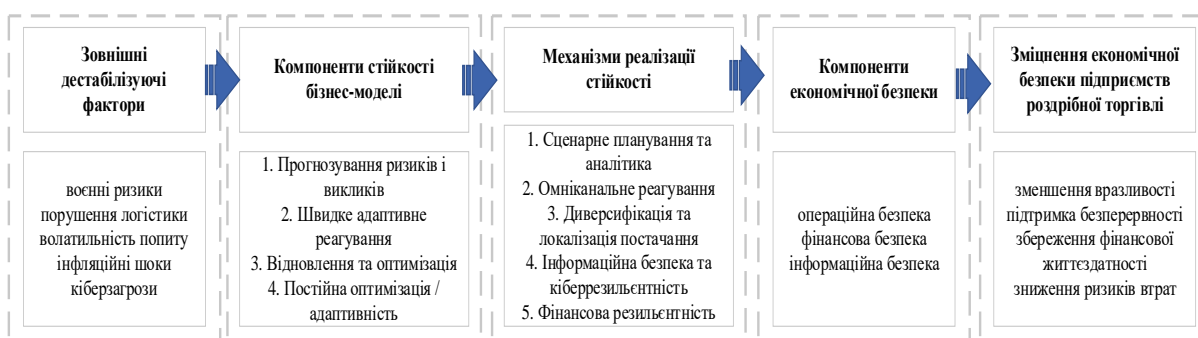 Зовнішні
дестабілізуючі
фактори
воєнні ризики
порушення логістики
волатильність попиту
інфляційні шоки
кіберзагрози
Компоненти стійкості
бізнес-моделі
1. Прогнозування ризиків і
викликів
2. Швидке адаптивне
реагування
3. Відновлення та оптимізація
4. Постійна оптимізація /
адаптивність
Механізми реалізації
стійкості
1. Сценарне планування та
аналітика
2. Омніканальне реагування
3. Диверсифікація та
локалізація постачання
4. Інформаційна безпека та
кіберрезильєнтність
5. Фінансова резильєнтність
Компоненти
економічної безпеки
операційна безпека
фінансова безпека
інформаційна безпека
Зміцнення економічної
безпеки підприємств
роздрібної торгівлі
зменшення вразливості
підтримка безперервності
збереження фінансової
життєздатності
зниження ризиків втрат